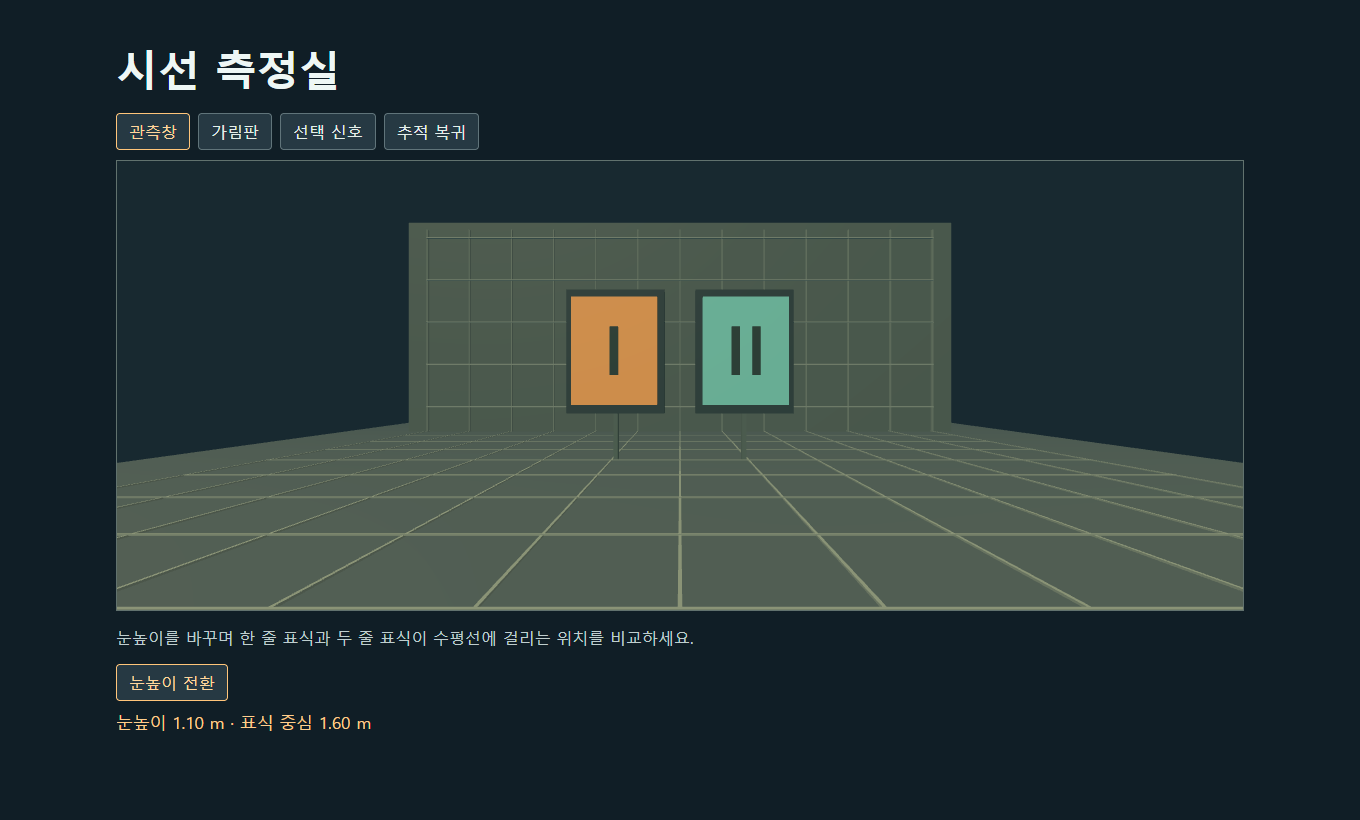 시선 측정실
관측창 가림판 선택 신호 추적 복귀
I II
눈높이를 바꾸며 한 줄 표식과 두 줄 표식이 수평선에 걸리는 위치를 비교하세요.
눈높이 전환
눈높이 1.10 m · 표식 중심 1.60 m